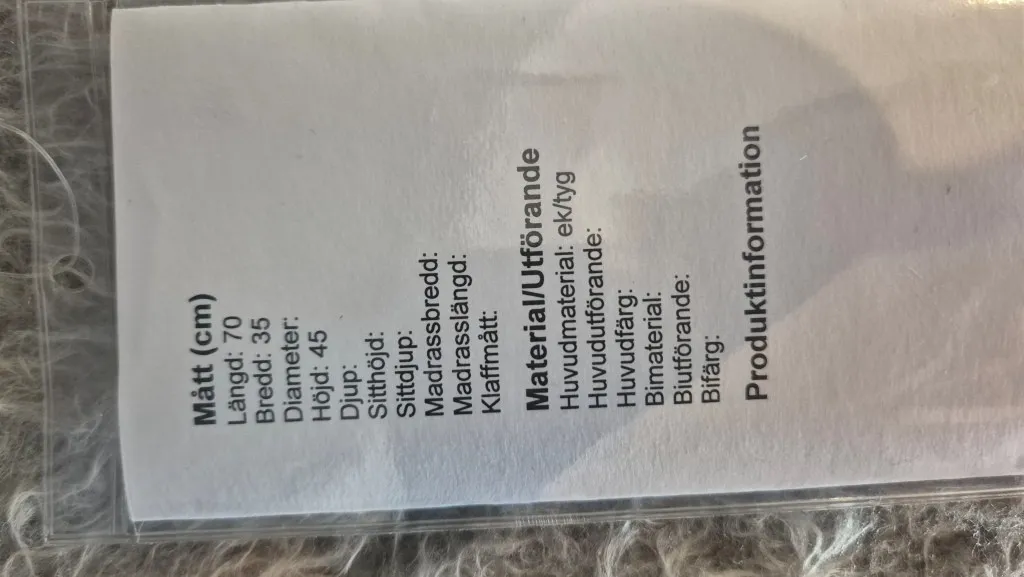 Mått (cm)
Längd: 70
Bredd: 35
Diameter:
Höjd: 45
Djup:
Sitthöjd:
Sittdjup:
Madrassbredd:
Madrasslängd:
Klaffmått:
Material/Utförande
Huvudmaterial: ek/tyg
Huvudutförande:
Huvudfärg:
Bimaterial:
Biutförande:
Bifärg:
Produktinformation